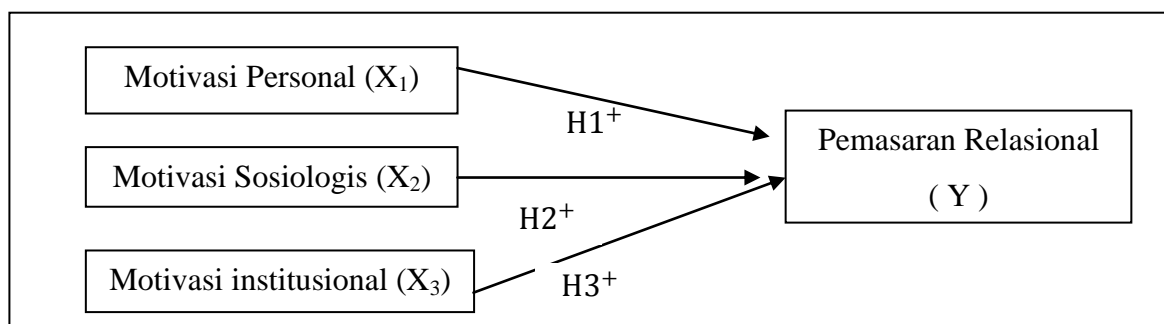 Motivasi Personal (X₁)
H1⁺
Motivasi Sosiologis (X₂)
H2⁺
Motivasi institusional (X₃)
H3⁺
Pemasaran Relasional
( Y )